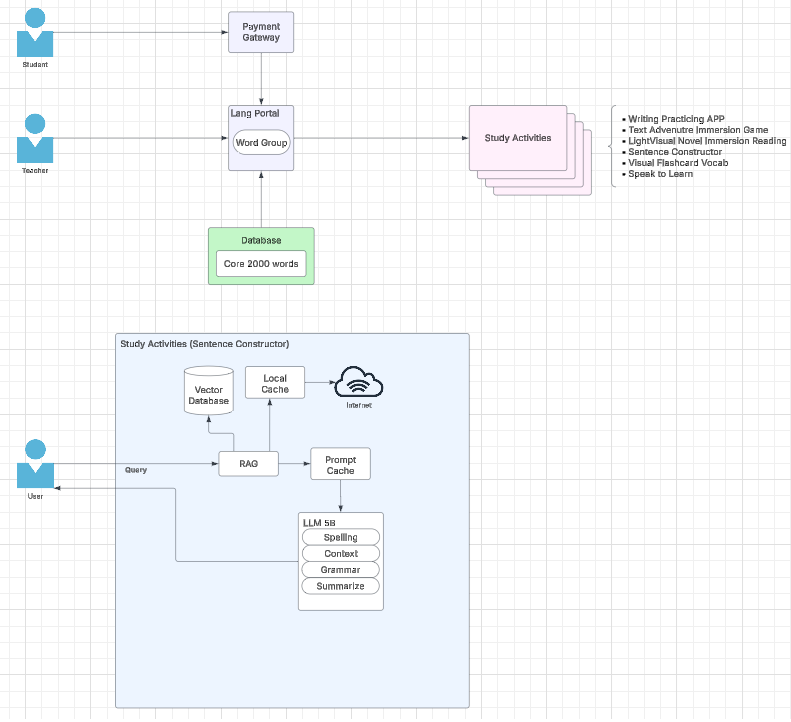 Payment
Gateway
Student
Lang Portal
Word Group
Teacher
Study Activities
▪ Writing Practicing APP
▪ Text Advenutre Immersion Game
▪ LightVisual Novel Immersion Reading
▪ Sentence Constructor
▪ Visual Flashcard Vocab
▪ Speak to Learn
Database
Core 2000 words
Study Activities (Sentence Constructor)
Vector
Database
Local
Cache
Internet
User
Query
RAG
Prompt
Cache
LLM 5B
Spelling
Context
Grammar
Summarize